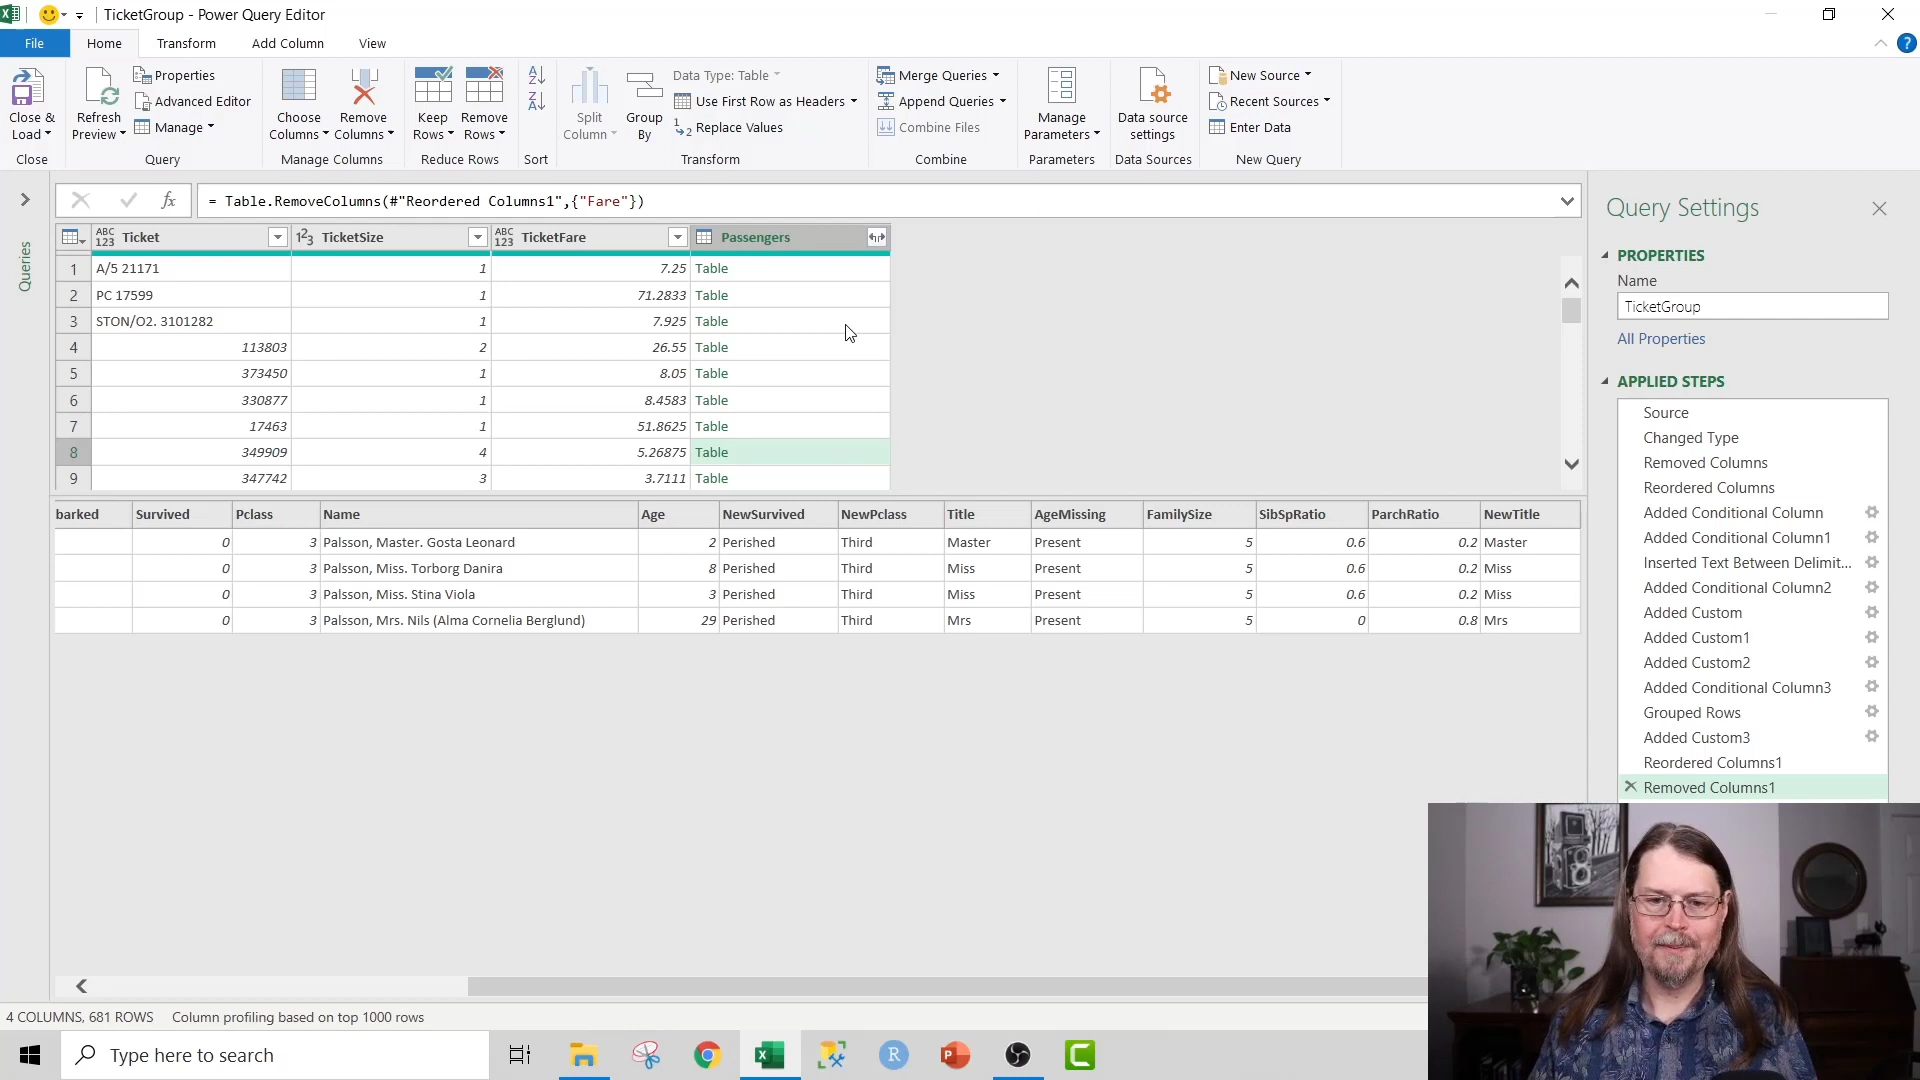 TicketGroup - Power Query Editor
File Home Transform Add Column View
Close & Load
Close
Refresh Preview
Properties
Advanced Editor
Manage
Query
Choose Columns
Remove Columns
Manage Columns
Keep Rows
Remove Rows
Reduce Rows
Sort
Split Column
Group By
Data Type: Table
Use First Row as Headers
Replace Values
Transform
Merge Queries
Append Queries
Combine Files
Combine
Manage Parameters
Parameters
Data source settings
Data Sources
New Source
Recent Sources
Enter Data
New Query
fx = Table.RemoveColumns(#"Reordered Columns1",{"Fare"})
Queries
ABC 123 Ticket 123 TicketSize ABC 123 TicketFare Passengers
1 A/5 21171 1 7.25 Table
2 PC 17599 1 71.2833 Table
3 STON/O2. 3101282 1 7.925 Table
4 113803 2 26.55 Table
5 373450 1 8.05 Table
6 330877 1 8.4583 Table
7 17463 1 51.8625 Table
8 349909 4 5.26875 Table
9 347742 3 3.7111 Table
barked Survived Pclass Name Age NewSurvived NewPclass Title AgeMissing FamilySize SibSpRatio ParchRatio NewTitle
0 3 Palsson, Master. Gosta Leonard 2 Perished Third Master Present 5 0.6 0.2 Master
0 3 Palsson, Miss. Torborg Danira 8 Perished Third Miss Present 5 0.6 0.2 Miss
0 3 Palsson, Miss. Stina Viola 3 Perished Third Miss Present 5 0.6 0.2 Miss
0 3 Palsson, Mrs. Nils (Alma Cornelia Berglund) 29 Perished Third Mrs Present 5 0 0.8 Mrs
Query Settings
PROPERTIES
Name
TicketGroup
All Properties
APPLIED STEPS
Source
Changed Type
Removed Columns
Reordered Columns
Added Conditional Column
Added Conditional Column1
Inserted Text Between Delimit...
Added Conditional Column2
Added Custom
Added Custom1
Added Custom2
Added Conditional Column3
Grouped Rows
Added Custom3
Reordered Columns1
Removed Columns1
4 COLUMNS, 681 ROWS Column profiling based on top 1000 rows
Type here to search